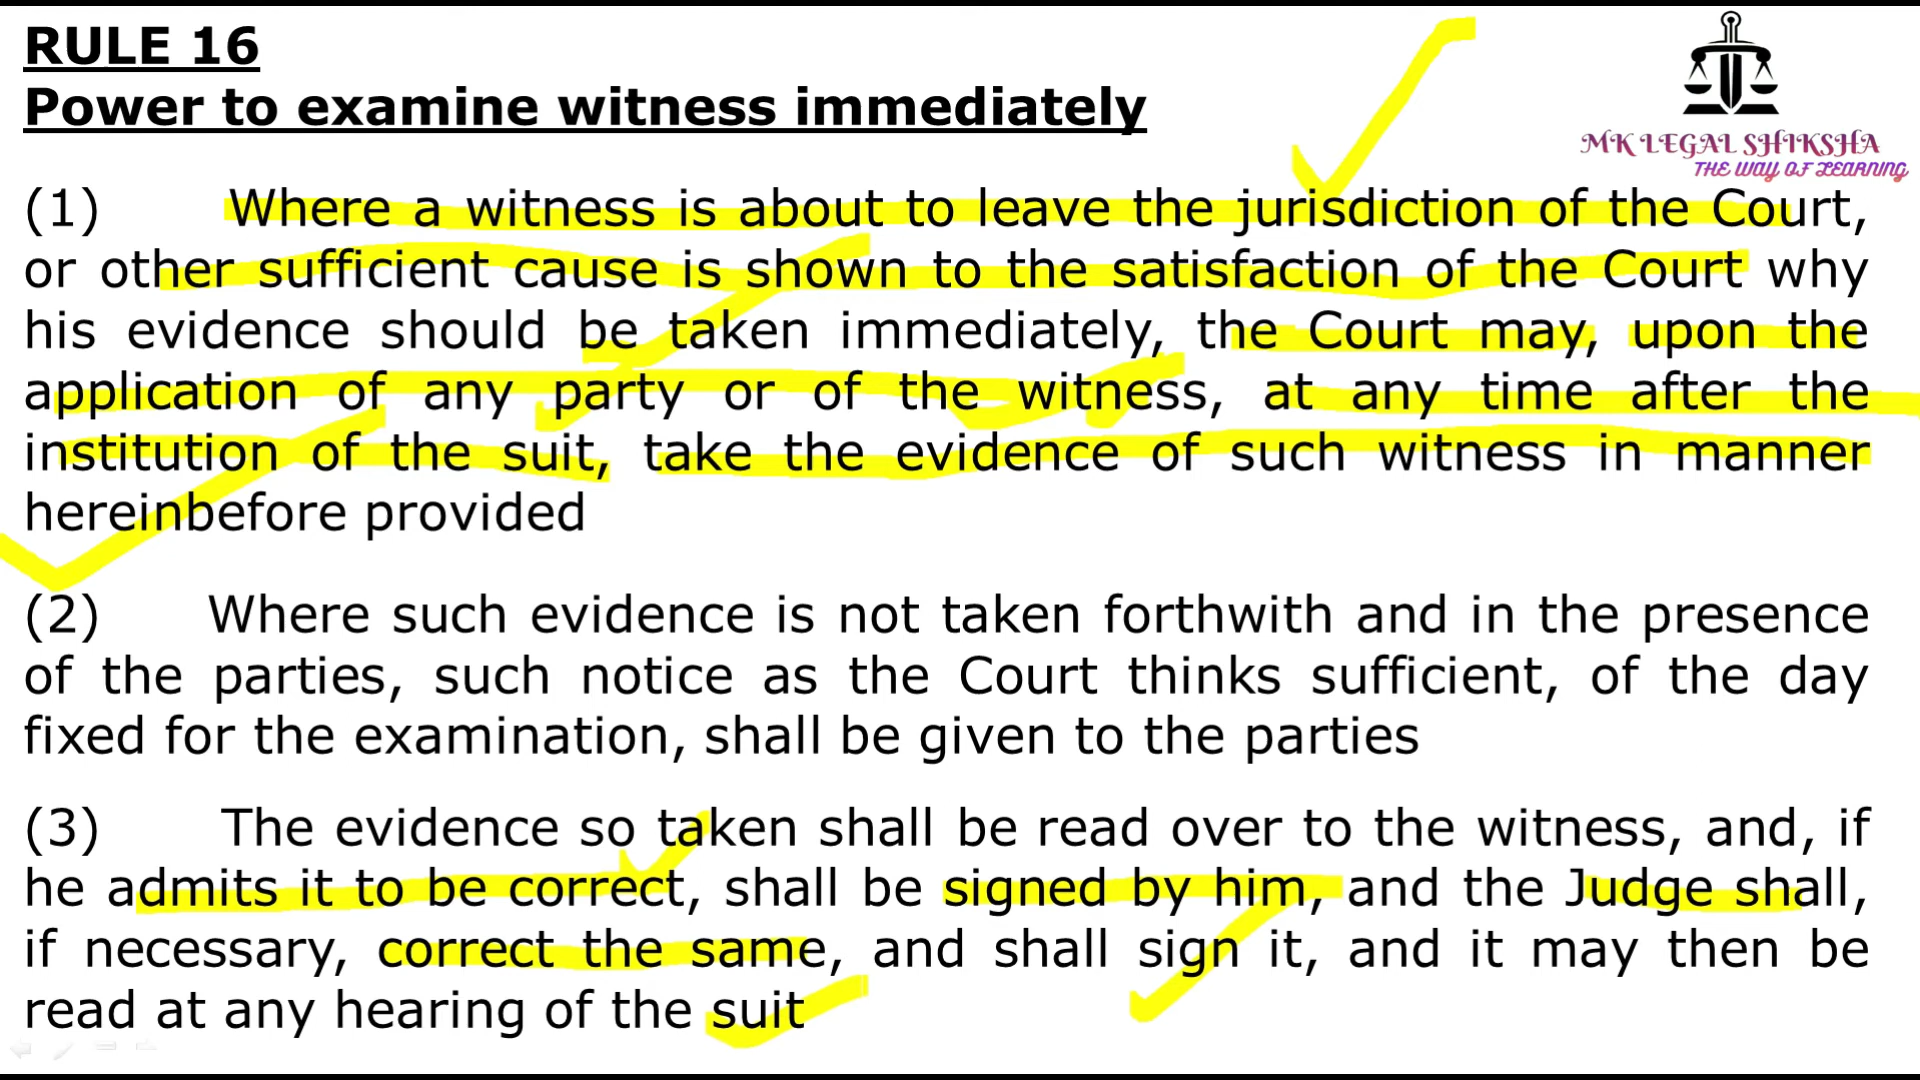 RULE 16
Power to examine witness immediately
MK LEGAL SHIKSHA
THE WAY OF LEARNING
(1) Where a witness is about to leave the jurisdiction of the Court,
or other sufficient cause is shown to the satisfaction of the Court why
his evidence should be taken immediately, the Court may, upon the
application of any party or of the witness, at any time after the
institution of the suit, take the evidence of such witness in manner
hereinbefore provided
(2) Where such evidence is not taken forthwith and in the presence
of the parties, such notice as the Court thinks sufficient, of the day
fixed for the examination, shall be given to the parties
(3) The evidence so taken shall be read over to the witness, and, if
he admits it to be correct, shall be signed by him, and the Judge shall,
if necessary, correct the same, and shall sign it, and it may then be
read at any hearing of the suit